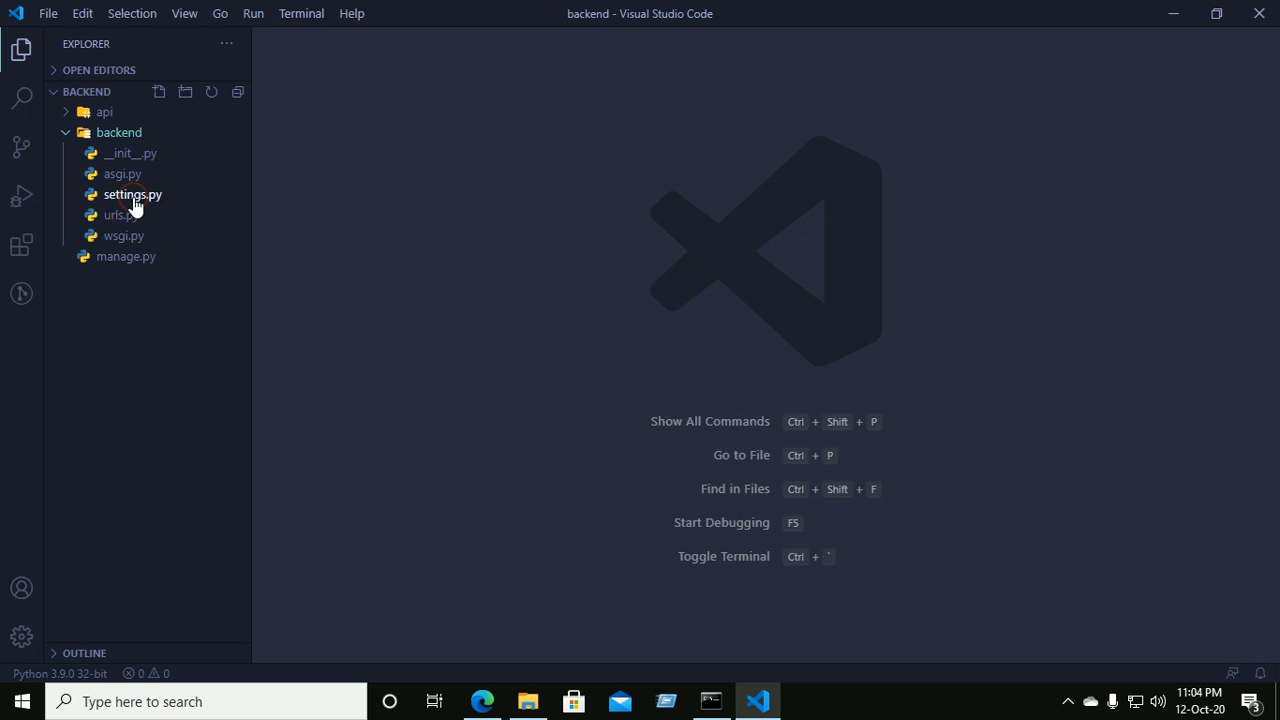 File Edit Selection View Go Run Terminal Help
backend - Visual Studio Code
EXPLORER
OPEN EDITORS
BACKEND
api
backend
__init__.py
asgi.py
settings.py
urls.py
wsgi.py
manage.py
Show All Commands Ctrl + Shift + P
Go to File Ctrl + P
Find in Files Ctrl + Shift + F
Start Debugging F5
Toggle Terminal Ctrl + `
OUTLINE
Python 3.9.0 32-bit 0 0
Type here to search
11:04 PM
12-Oct-20
3